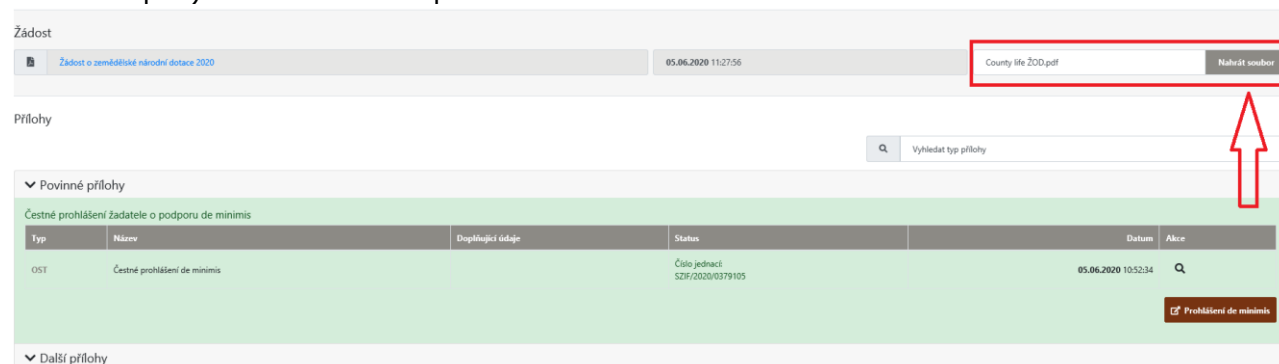 Žádost
Žádost o zemědělské národní dotace 2020 05.06.2020 11:27:56 County life ŽOD.pdf Nahrát soubor
Přílohy
Vyhledat typ přílohy
Povinné přílohy
Čestné prohlášení žadatele o podporu de minimis
Typ Název Doplňující údaje Status Datum Akce
OST Čestné prohlášení de minimis Číslo jednací: 05.06.2020 10:52:34
SZIF/2020/0379105
Prohlášení de minimis
Další přílohy